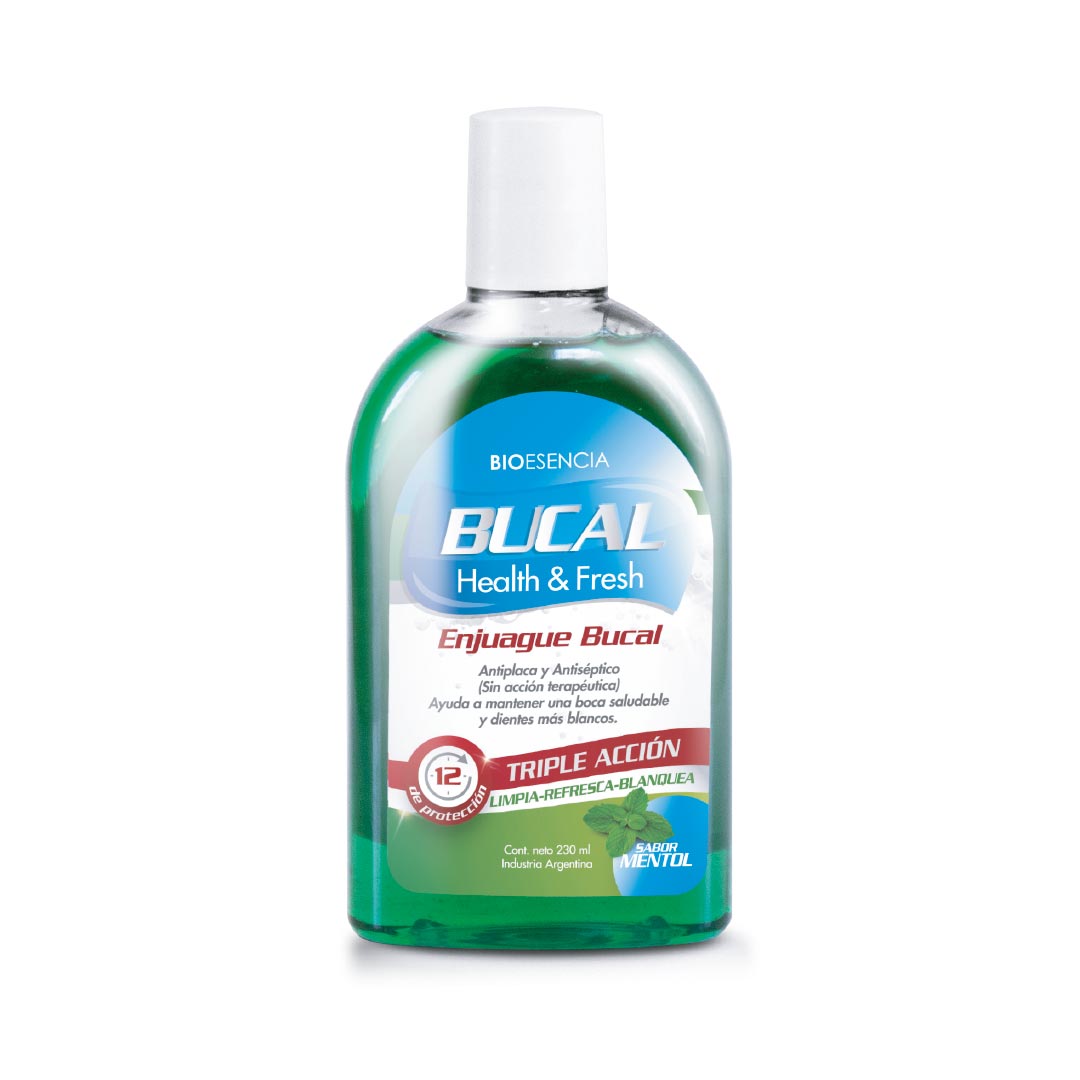 BIOESENCIA
BUCAL
Health & Fresh
Enjuague Bucal
Antiplaca y Antiséptico
(Sin acción terapéutica)
Ayuda a mantener una boca saludable
y dientes más blancos.
12
de protección
TRIPLE ACCIÓN
LIMPIA-REFRESCA-BLANQUEA
Cont. neto 230 ml
Industria Argentina
SABOR
MENTOL